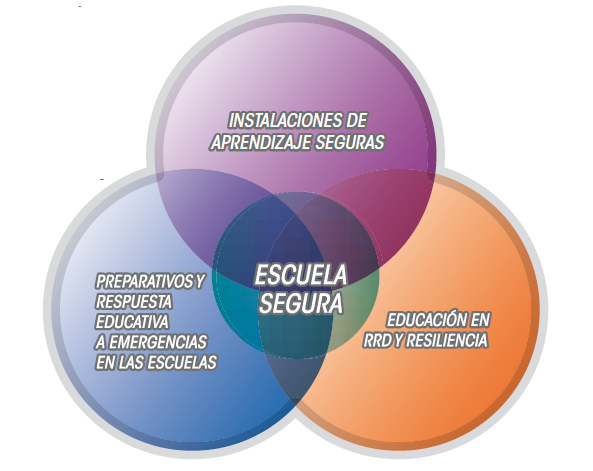 INSTALACIONES DE
APRENDIZAJE SEGURAS
ESCUELA
SEGURA
PREPARATIVOS Y
RESPUESTA
EDUCATIVA
A EMERGENCIAS
EN LAS ESCUELAS
EDUCACIÓN EN
RRD Y RESILIENCIA